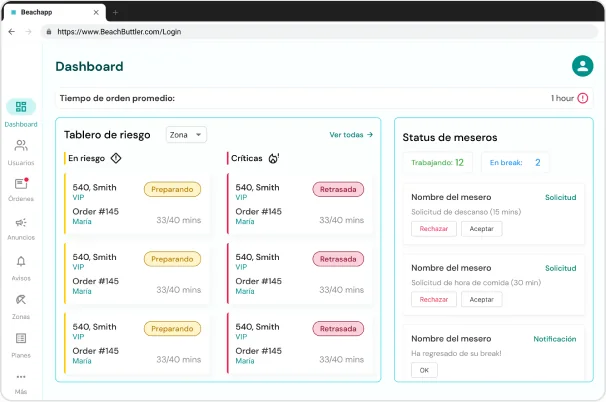 Beachapp
https://www.BeachButtler.com/Login
Dashboard
Tiempo de orden promedio:
1 hour
Dashboard
Usuarios
Órdenes
Anuncios
Avisos
Zonas
Planes
Más
Tablero de riesgo
Zona
Ver todas
En riesgo
Críticas
540, Smith
VIP
Preparando
Order #145
María
33/40 mins
540, Smith
VIP
Retrasada
Order #145
María
33/40 mins
540, Smith
VIP
Preparando
Order #145
María
33/40 mins
540, Smith
VIP
Retrasada
Order #145
María
33/40 mins
540, Smith
VIP
Preparando
Order #145
María
33/40 mins
540, Smith
VIP
Retrasada
Order #145
María
33/40 mins
Status de meseros
Trabajando: 12
En break: 2
Nombre del mesero
Solicitud
Solicitud de descanso (15 mins)
Rechazar
Aceptar
Nombre del mesero
Solicitud
Solicitud de hora de comida (30 min)
Rechazar
Aceptar
Nombre del mesero
Notificación
Ha regresado de su break!
OK